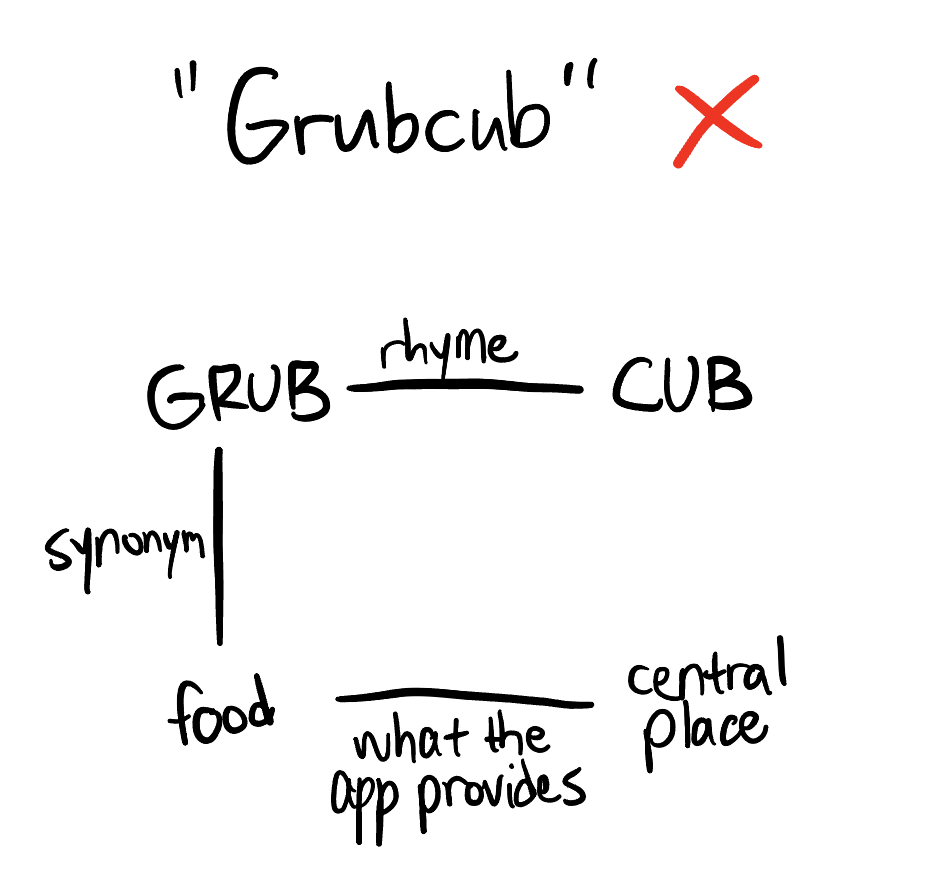 "Grubcub"
rhyme
GRUB CUB
synonym
food central
place
what the
app provides